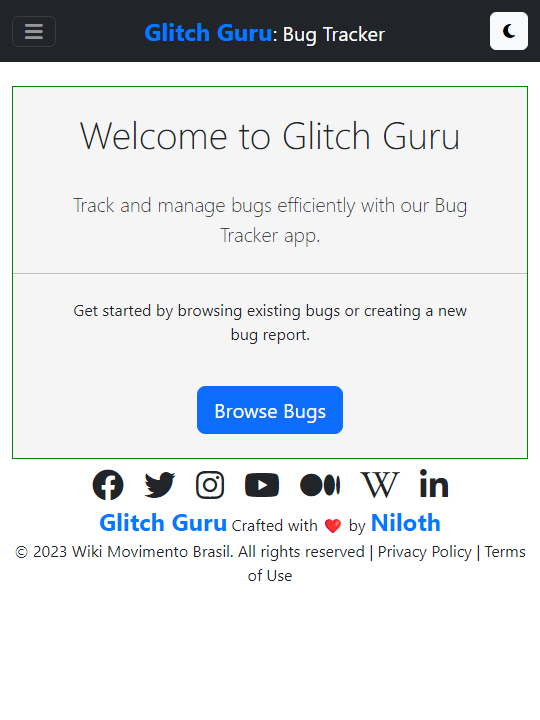 Glitch Guru: Bug Tracker
Welcome to Glitch Guru
Track and manage bugs efficiently with our Bug
Tracker app.
Get started by browsing existing bugs or creating a new
bug report.
Browse Bugs
Glitch Guru Crafted with ❤️ by Niloth
© 2023 Wiki Movimento Brasil. All rights reserved | Privacy Policy | Terms
of Use